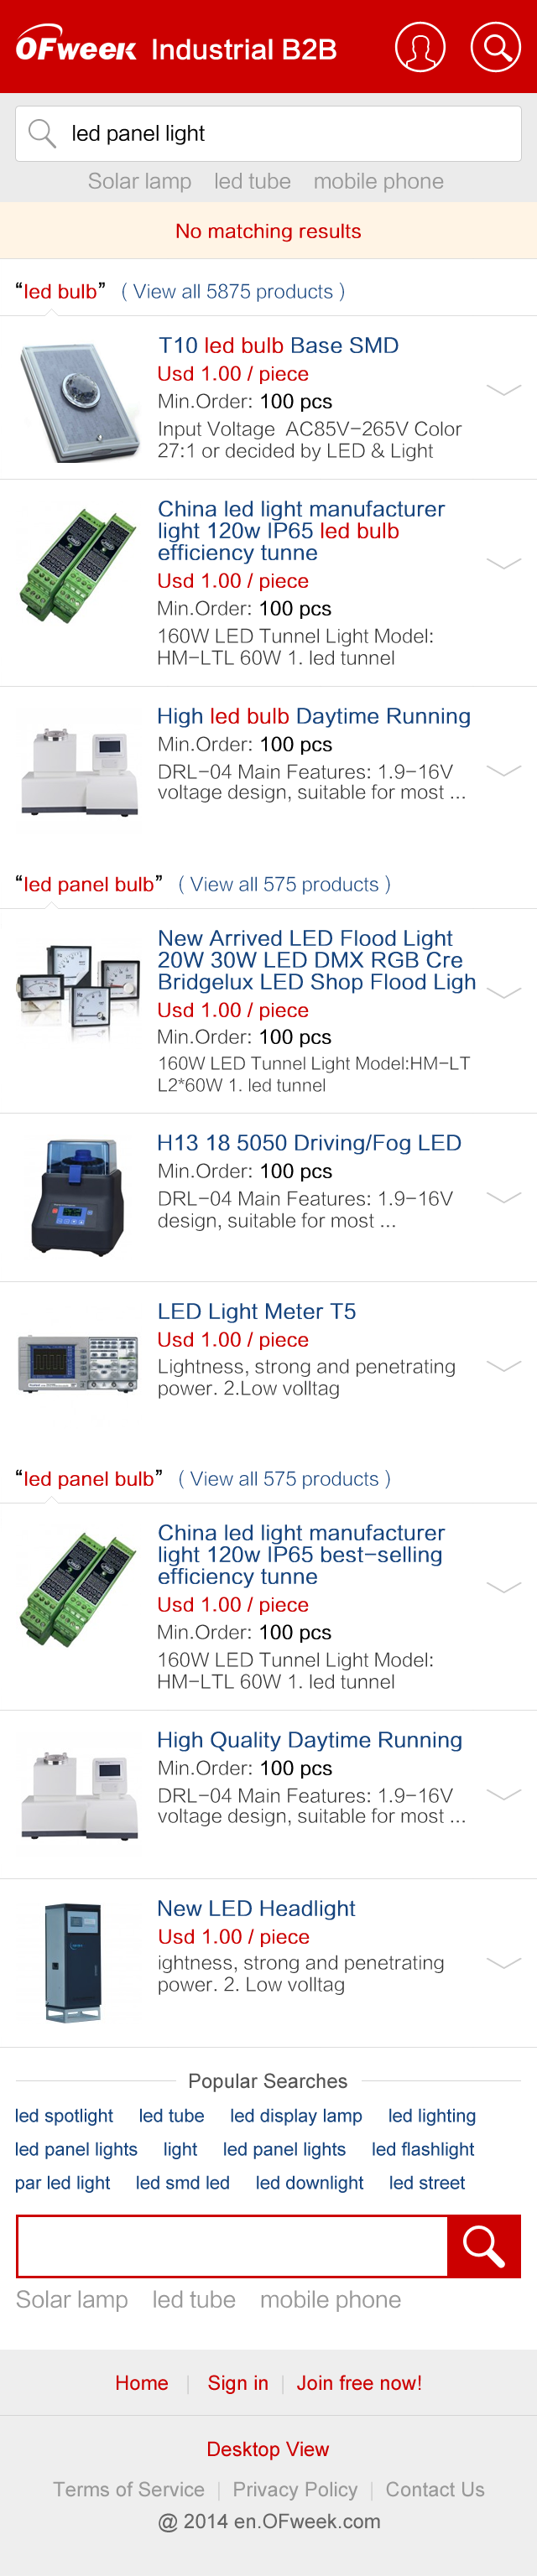 OFweek Industrial B2B
led panel light
Solar lamp led tube mobile phone
No matching results
“led bulb” ( View all 5875 products )
T10 led bulb Base SMD
Usd 1.00 / piece
Min.Order: 100 pcs
Input Voltage AC85V-265V Color
27:1 or decided by LED & Light
China led light manufacturer
light 120w IP65 led bulb
efficiency tunne
Usd 1.00 / piece
Min.Order: 100 pcs
160W LED Tunnel Light Model:
HM-LTL 60W 1. led tunnel
High led bulb Daytime Running
Min.Order: 100 pcs
DRL-04 Main Features: 1.9-16V
voltage design, suitable for most ...
“led panel bulb” ( View all 575 products )
New Arrived LED Flood Light
20W 30W LED DMX RGB Cre
Bridgelux LED Shop Flood Ligh
Usd 1.00 / piece
Min.Order: 100 pcs
160W LED Tunnel Light Model:HM-LT
L2*60W 1. led tunnel
H13 18 5050 Driving/Fog LED
Min.Order: 100 pcs
DRL-04 Main Features: 1.9-16V
design, suitable for most ...
LED Light Meter T5
Usd 1.00 / piece
Lightness, strong and penetrating
power. 2.Low volltag
“led panel bulb” ( View all 575 products )
China led light manufacturer
light 120w IP65 best-selling
efficiency tunne
Usd 1.00 / piece
Min.Order: 100 pcs
160W LED Tunnel Light Model:
HM-LTL 60W 1. led tunnel
High Quality Daytime Running
Min.Order: 100 pcs
DRL-04 Main Features: 1.9-16V
voltage design, suitable for most ...
New LED Headlight
Usd 1.00 / piece
ightness, strong and penetrating
power. 2. Low volltag
Popular Searches
led spotlight led tube led display lamp led lighting
led panel lights light led panel lights led flashlight
par led light led smd led led downlight led street
Solar lamp led tube mobile phone
Home | Sign in | Join free now!
Desktop View
Terms of Service | Privacy Policy | Contact Us
@ 2014 en.OFweek.com